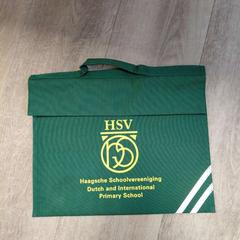 HSV
Haagsche Schoolvereeniging
Dutch and International
Primary School